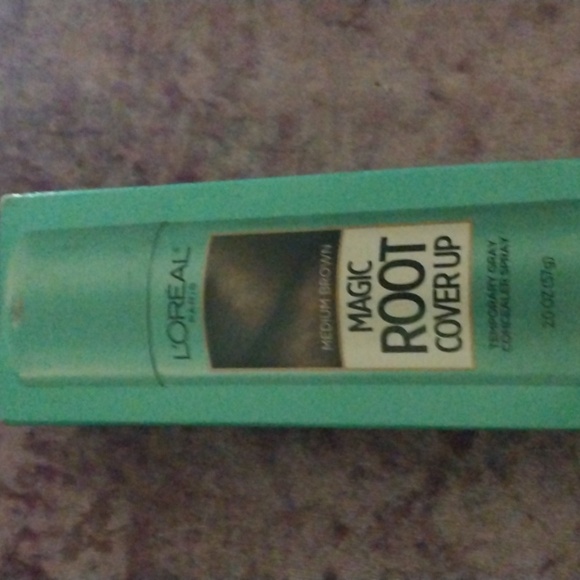 L'ORÉAL
PARIS
MEDIUM BROWN
MAGIC
ROOT
COVER UP
TEMPORARY GRAY
CONCEALER SPRAY
2.0 OZ (57g)